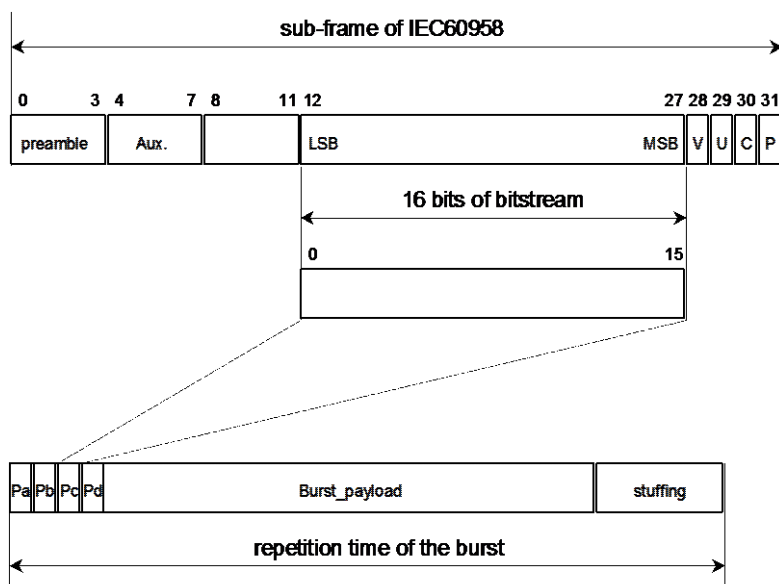 sub-frame of IEC60958
0 3 4 7 8 11 12 27 28 29 30 31
preamble Aux. LSB MSB V U C P
16 bits of bitstream
0 15
Pa Pb Pc Pd Burst_payload stuffing
repetition time of the burst